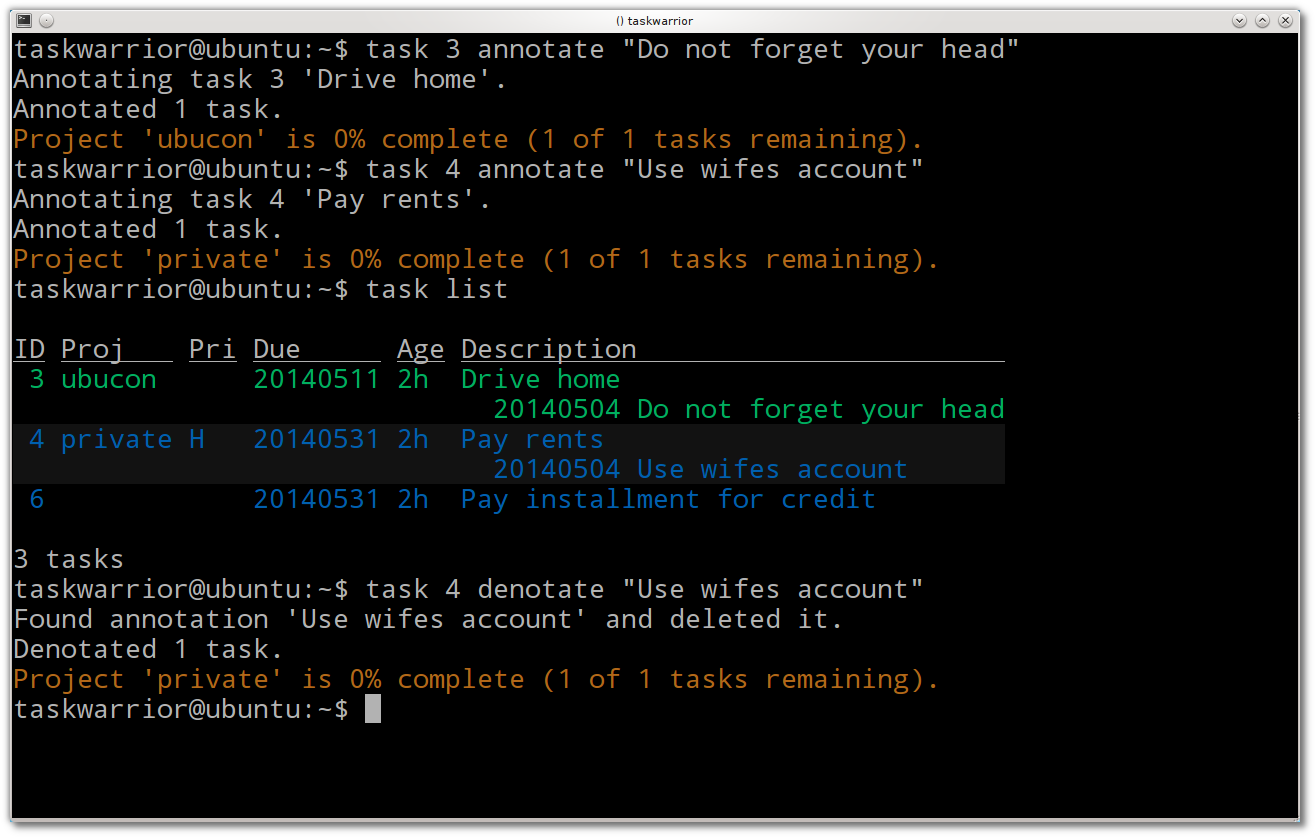 () taskwarrior
taskwarrior@ubuntu:~$ task 3 annotate "Do not forget your head"
Annotating task 3 'Drive home'.
Annotated 1 task.
Project 'ubucon' is 0% complete (1 of 1 tasks remaining).
taskwarrior@ubuntu:~$ task 4 annotate "Use wifes account"
Annotating task 4 'Pay rents'.
Annotated 1 task.
Project 'private' is 0% complete (1 of 1 tasks remaining).
taskwarrior@ubuntu:~$ task list
ID Proj    Pri Due      Age Description
 3 ubucon      20140511 2h  Drive home
                              20140504 Do not forget your head
 4 private H   20140531 2h  Pay rents
                              20140504 Use wifes account
 6             20140531 2h  Pay installment for credit
3 tasks
taskwarrior@ubuntu:~$ task 4 denotate "Use wifes account"
Found annotation 'Use wifes account' and deleted it.
Denotated 1 task.
Project 'private' is 0% complete (1 of 1 tasks remaining).
taskwarrior@ubuntu:~$